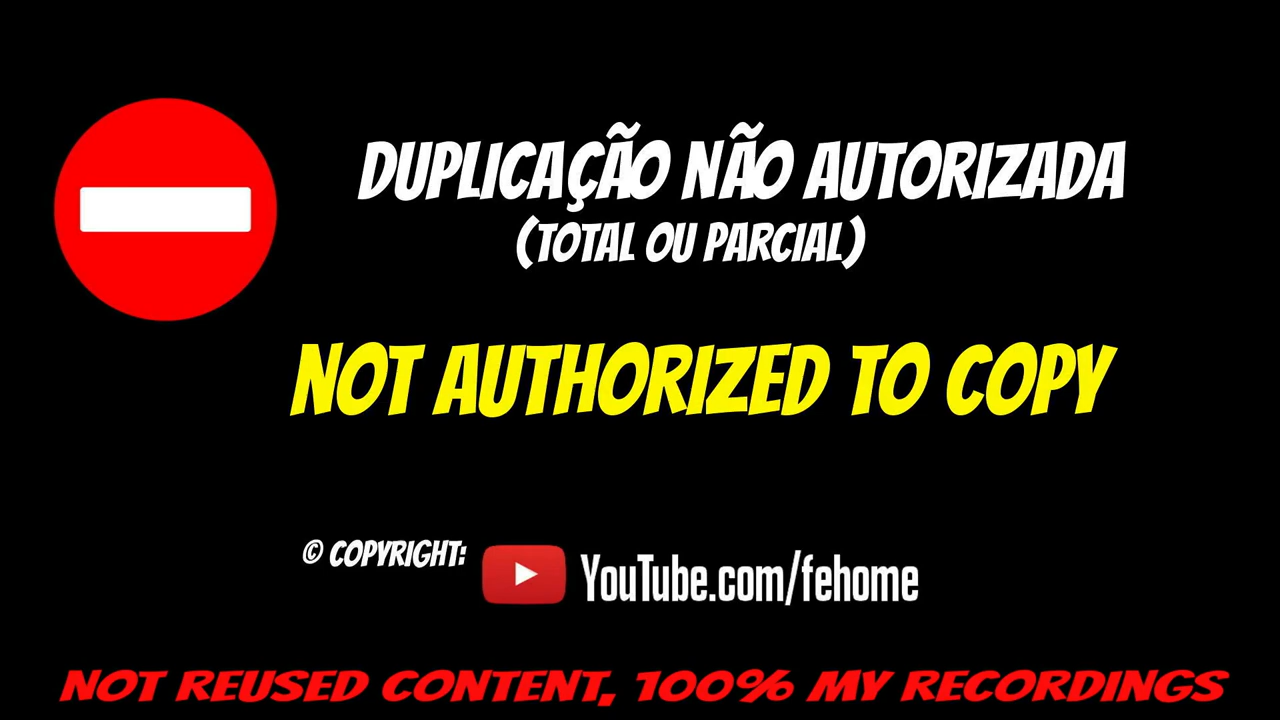 DUPLICAÇÃO NÃO AUTORIZADA
(TOTAL OU PARCIAL)
NOT AUTHORIZED TO COPY
© COPYRIGHT: YouTube.com/fehome
NOT REUSED CONTENT, 100% MY RECORDINGS